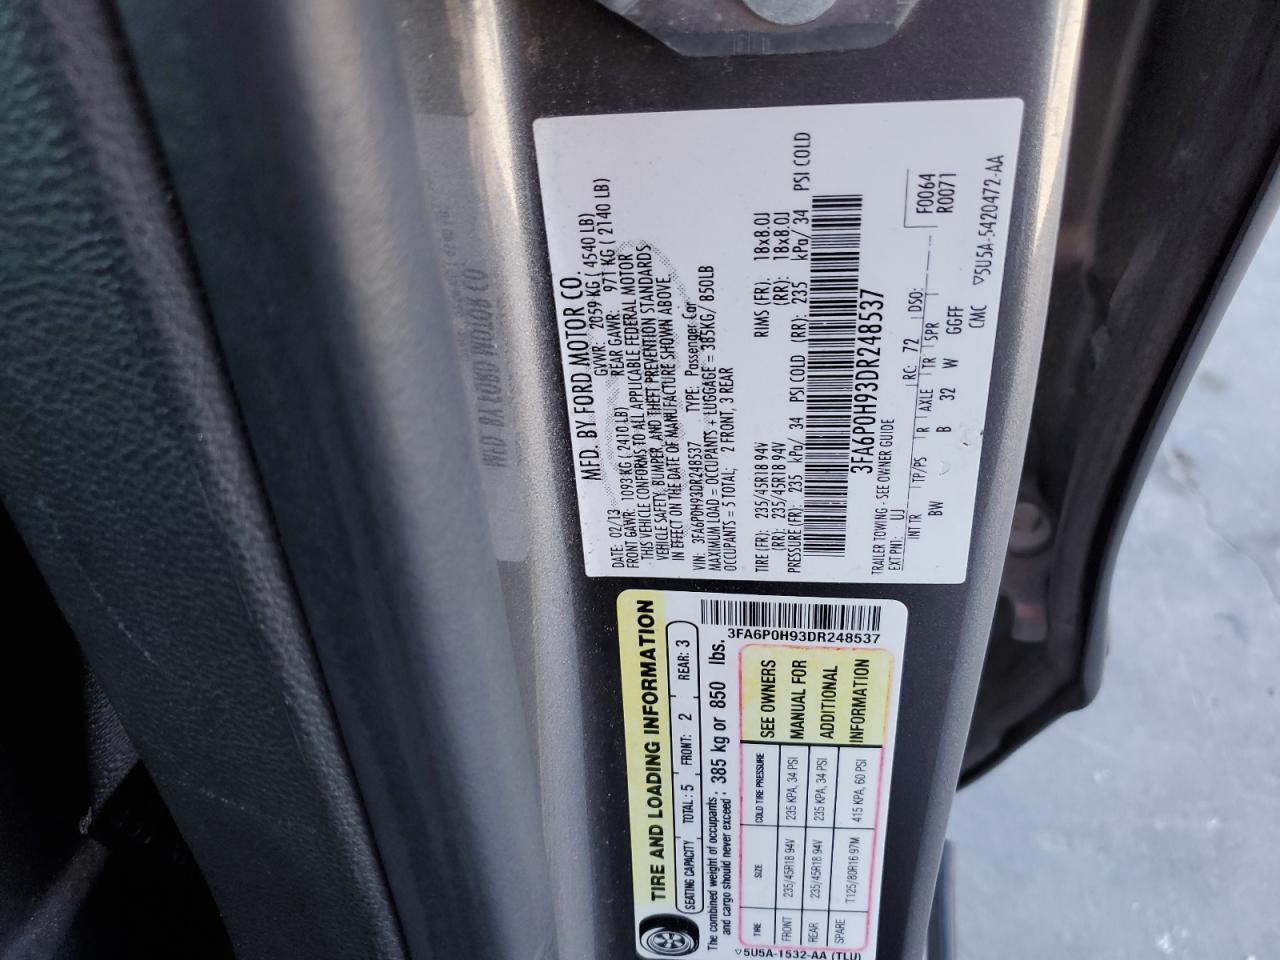 MFD. BY FORD MOTOR CO.
DATE: 02/13 GVWR: 2059 KG ( 4540 LB)
FRONT GAWR: 1093 KG ( 2410 LB) REAR GAWR: 971 KG ( 2140 LB)
THIS VEHICLE CONFORMS TO ALL APPLICABLE FEDERAL MOTOR
VEHICLE SAFETY, BUMPER, AND THEFT PREVENTION STANDARDS
IN EFFECT ON THE DATE OF MANUFACTURE SHOWN ABOVE.
VIN: 3FA6P0H93DR248537 TYPE: Passenger Car
MAXIMUM LOAD = OCCUPANTS + LUGGAGE = 385KG/ 850LB
OCCUPANTS = 5 TOTAL: 2 FRONT, 3 REAR
TIRE (FR): 235/45R18 94V RIMS (FR): 18x8.0J
(RR): 235/45R18 94V (RR): 18x8.0J
PRESSURE (FR): 235 kPa/ 34 PSI COLD (RR): 235 kPa/ 34 PSI COLD
3FA6P0H93DR248537
TRAILER TOWING - SEE OWNER GUIDE
EXT PNT: UJ RC: 72 DSO:
F0064
R0071
INT TR TP/PS R AXLE TR SPR
BW B 32 W GGFF
CMC ▽5U5A-5420472-AA
TIRE AND LOADING INFORMATION
SEATING CAPACITY TOTAL: 5 FRONT: 2 REAR: 3
The combined weight of occupants
and cargo should never exceed : 385 kg or 850 lbs.
3FA6P0H93DR248537
TIRE SIZE COLD TIRE PRESSURE
FRONT 235/45R18 94V 235 KPA, 34 PSI
REAR 235/45R18 94V 235 KPA, 34 PSI
SPARE T125/80R16 97M 415 KPA, 60 PSI
SEE OWNERS
MANUAL FOR
ADDITIONAL
INFORMATION
▽5U5A-1532-AA (TLU)